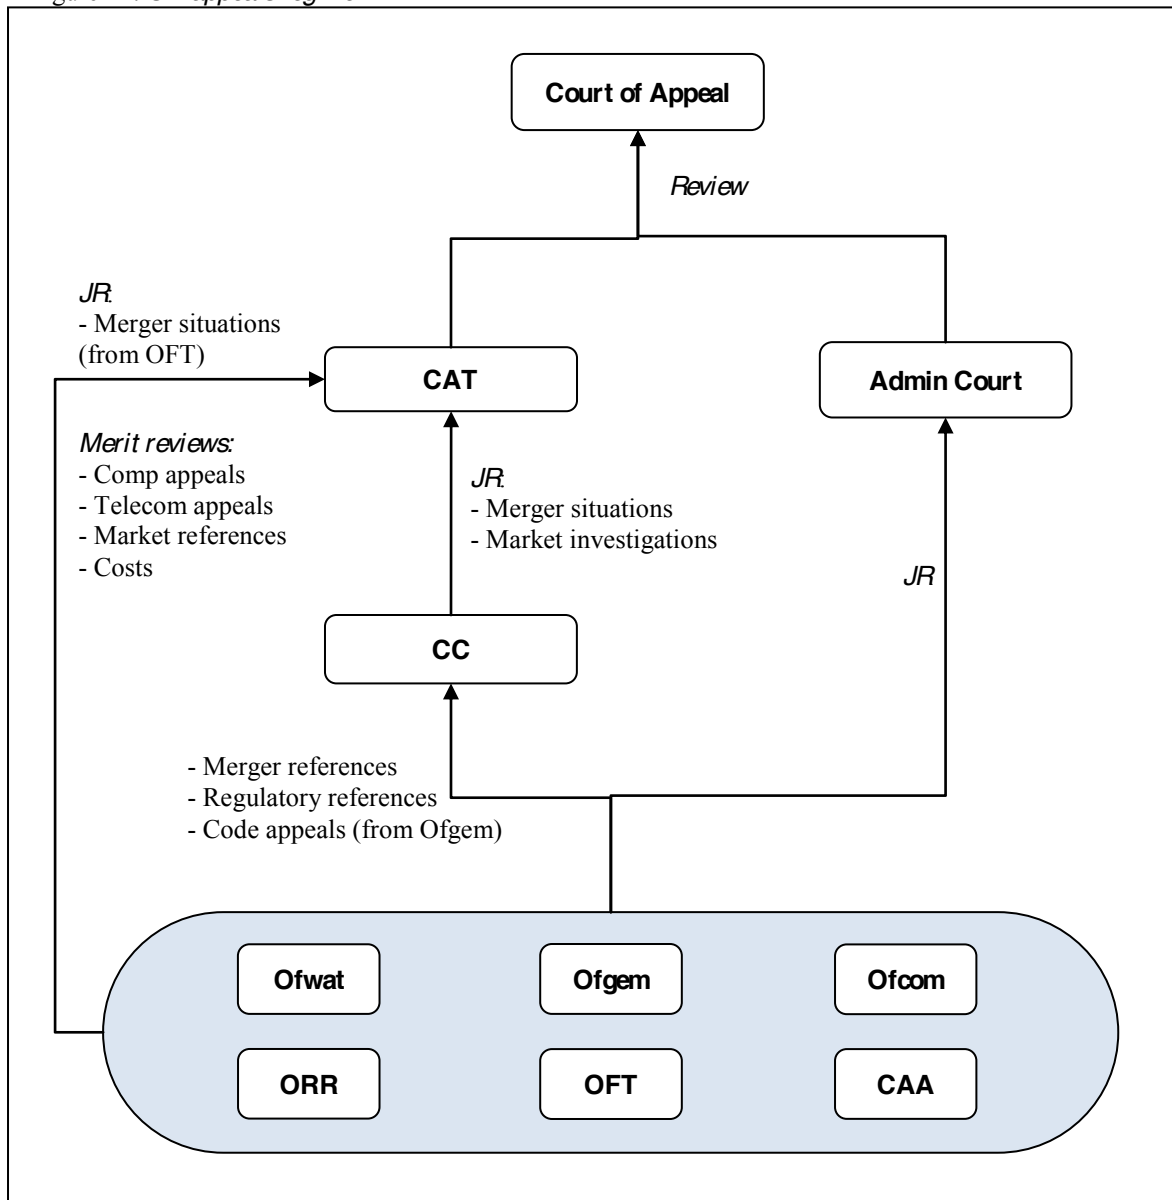 Court of Appeal
Review
JR:
- Merger situations
(from OFT)
CAT
Admin Court
Merit reviews:
- Comp appeals
- Telecom appeals
- Market references
- Costs
JR:
- Merger situations
- Market investigations
JR
CC
- Merger references
- Regulatory references
- Code appeals (from Ofgem)
Ofwat
Ofgem
Ofcom
ORR
OFT
CAA